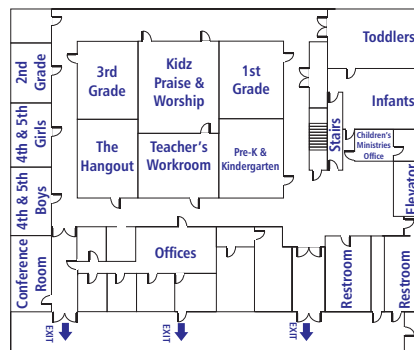 2nd
Grade
4th & 5th
Girls
4th & 5th
Boys
Conference
Room
3rd
Grade
Kidz
Praise &
Worship
1st
Grade
The
Hangout
Teacher's
Workroom
Pre-K &
Kindergarten
Offices
Stairs
Toddlers
Infants
Children's
Ministries
Office
Elevator
Restroom
Restroom
EXIT
EXIT
EXIT